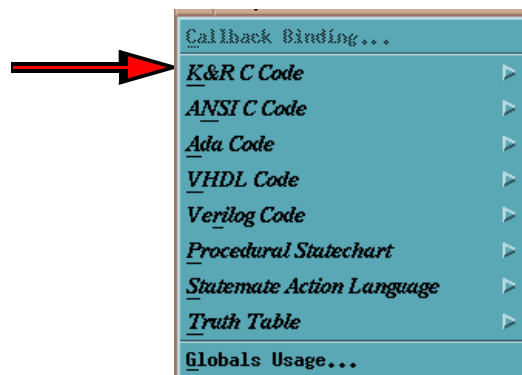 Callback Binding...
K&R C Code
ANSI C Code
Ada Code
VHDL Code
Verilog Code
Procedural Statechart
Statemate Action Language
Truth Table
Globals Usage...